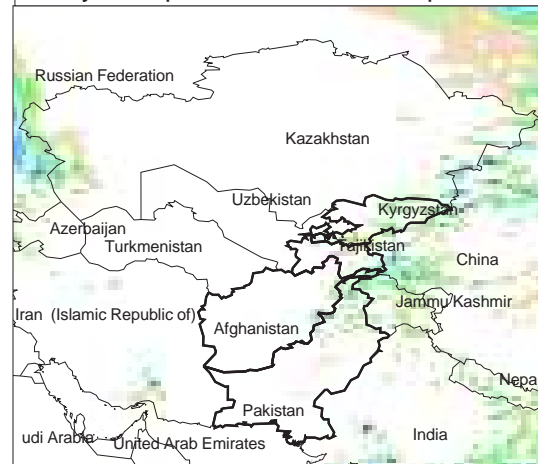 Russian Federation
Kazakhstan
Uzbekistan
Kyrgyzstan
Azerbaijan
Turkmenistan
Tajikistan
China
Jammu Kashmir
Iran (Islamic Republic of)
Afghanistan
Nepa
Pakistan
udi Arabia
United Arab Emirates
India